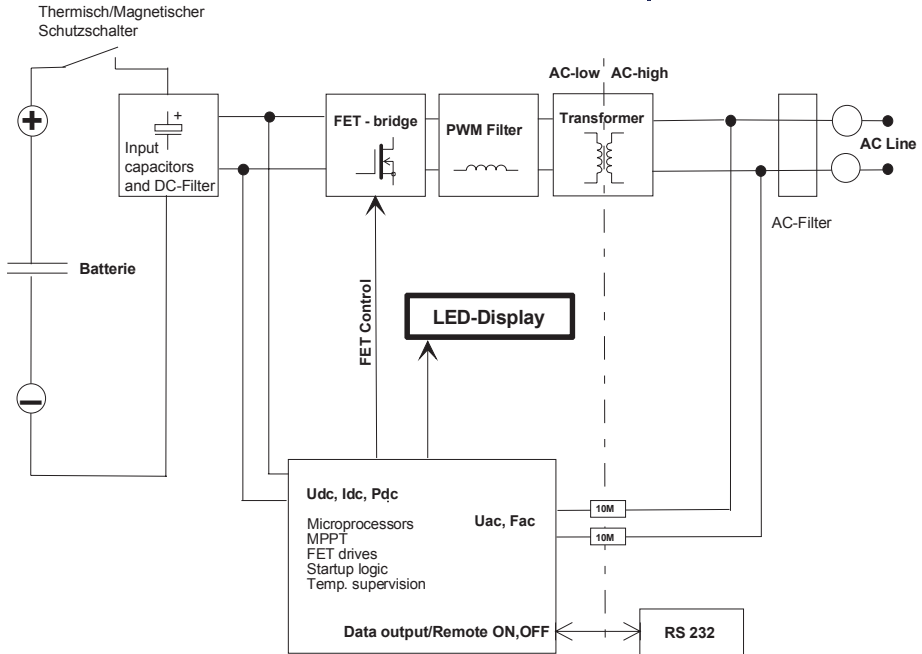 Thermisch/Magnetischer
Schutzschalter
AC-low AC-high
+
Input
capacitors
and DC-Filter
FET - bridge
PWM Filter
Transformer
AC Line
AC-Filter
Batterie
FET Control
LED-Display
Udc, Idc, Pdc
Uac, Fac
10M
10M
Microprocessors
MPPT
FET drives
Startup logic
Temp. supervision
Data output/Remote ON,OFF
RS 232